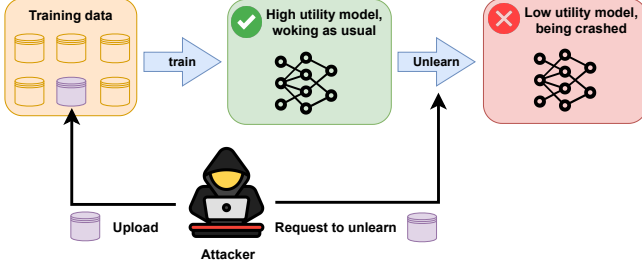 Training data
train
High utility model,
woking as usual
Unlearn
Low utility model,
being crashed
Upload
Attacker
Request to unlearn